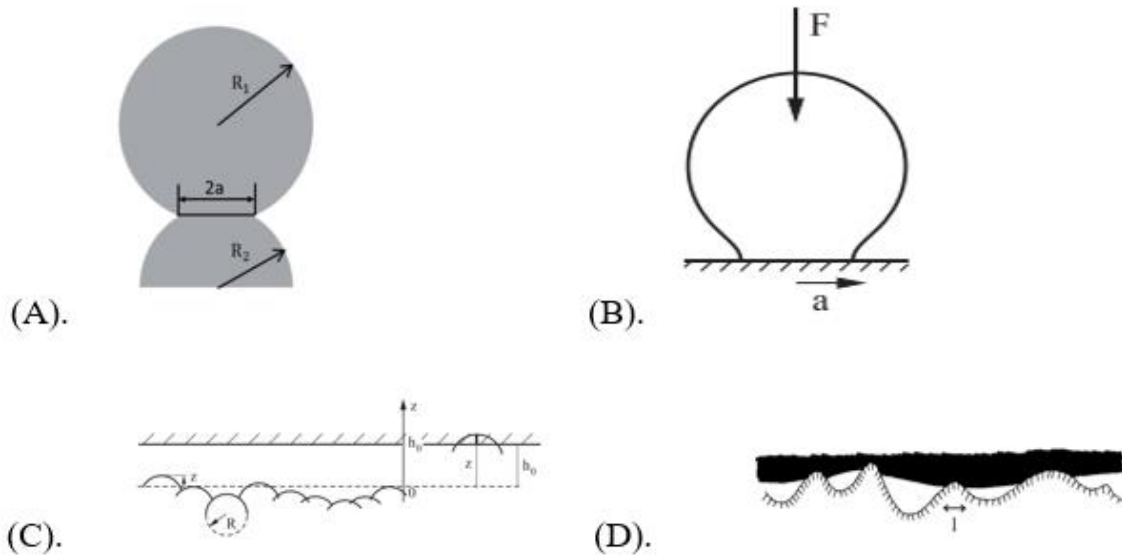 R₁
2a
R₂
(A).
F
a
(B).
z
h₀
z
z
h₀
0
R
(C).
l
(D).